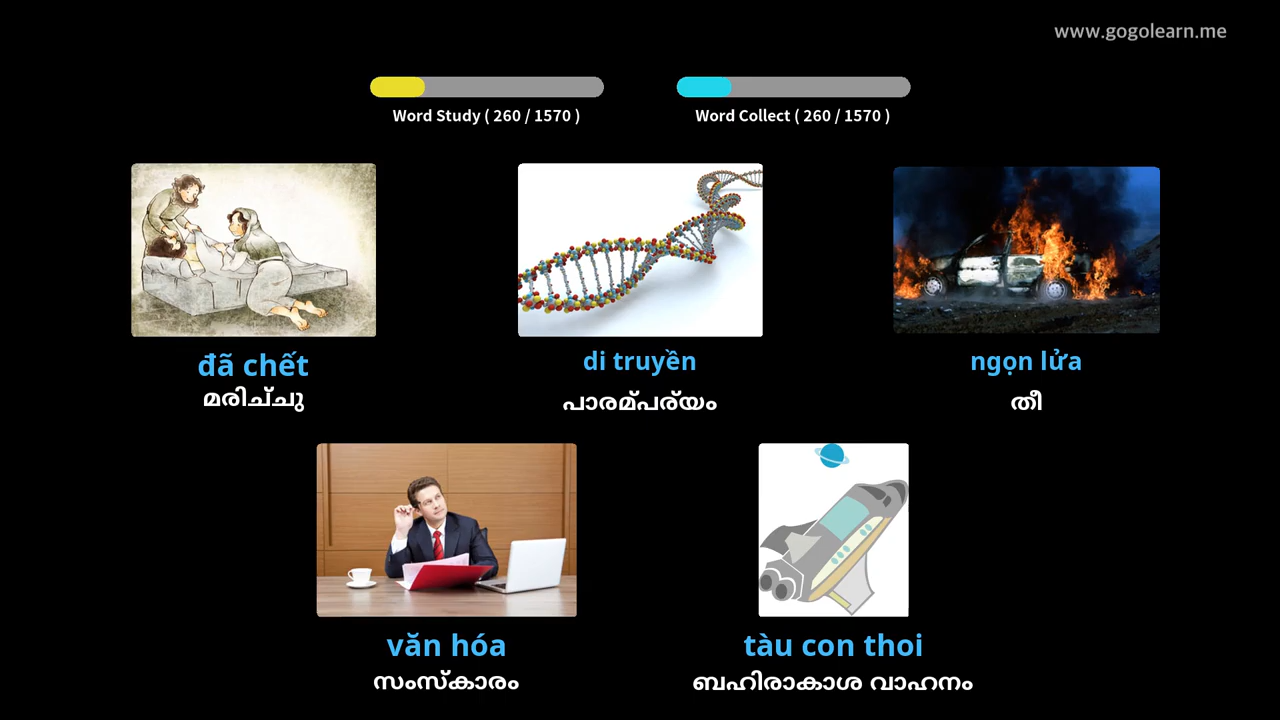 www.gogolearn.me
Word Study ( 260 / 1570 )
Word Collect ( 260 / 1570 )
đã chết
മരിച്ചു
di truyền
പാരമ്പര്യം
ngọn lửa
തീ
văn hóa
സംസ്കാരം
tàu con thoi
ബഹിരാകാശ വാഹനം